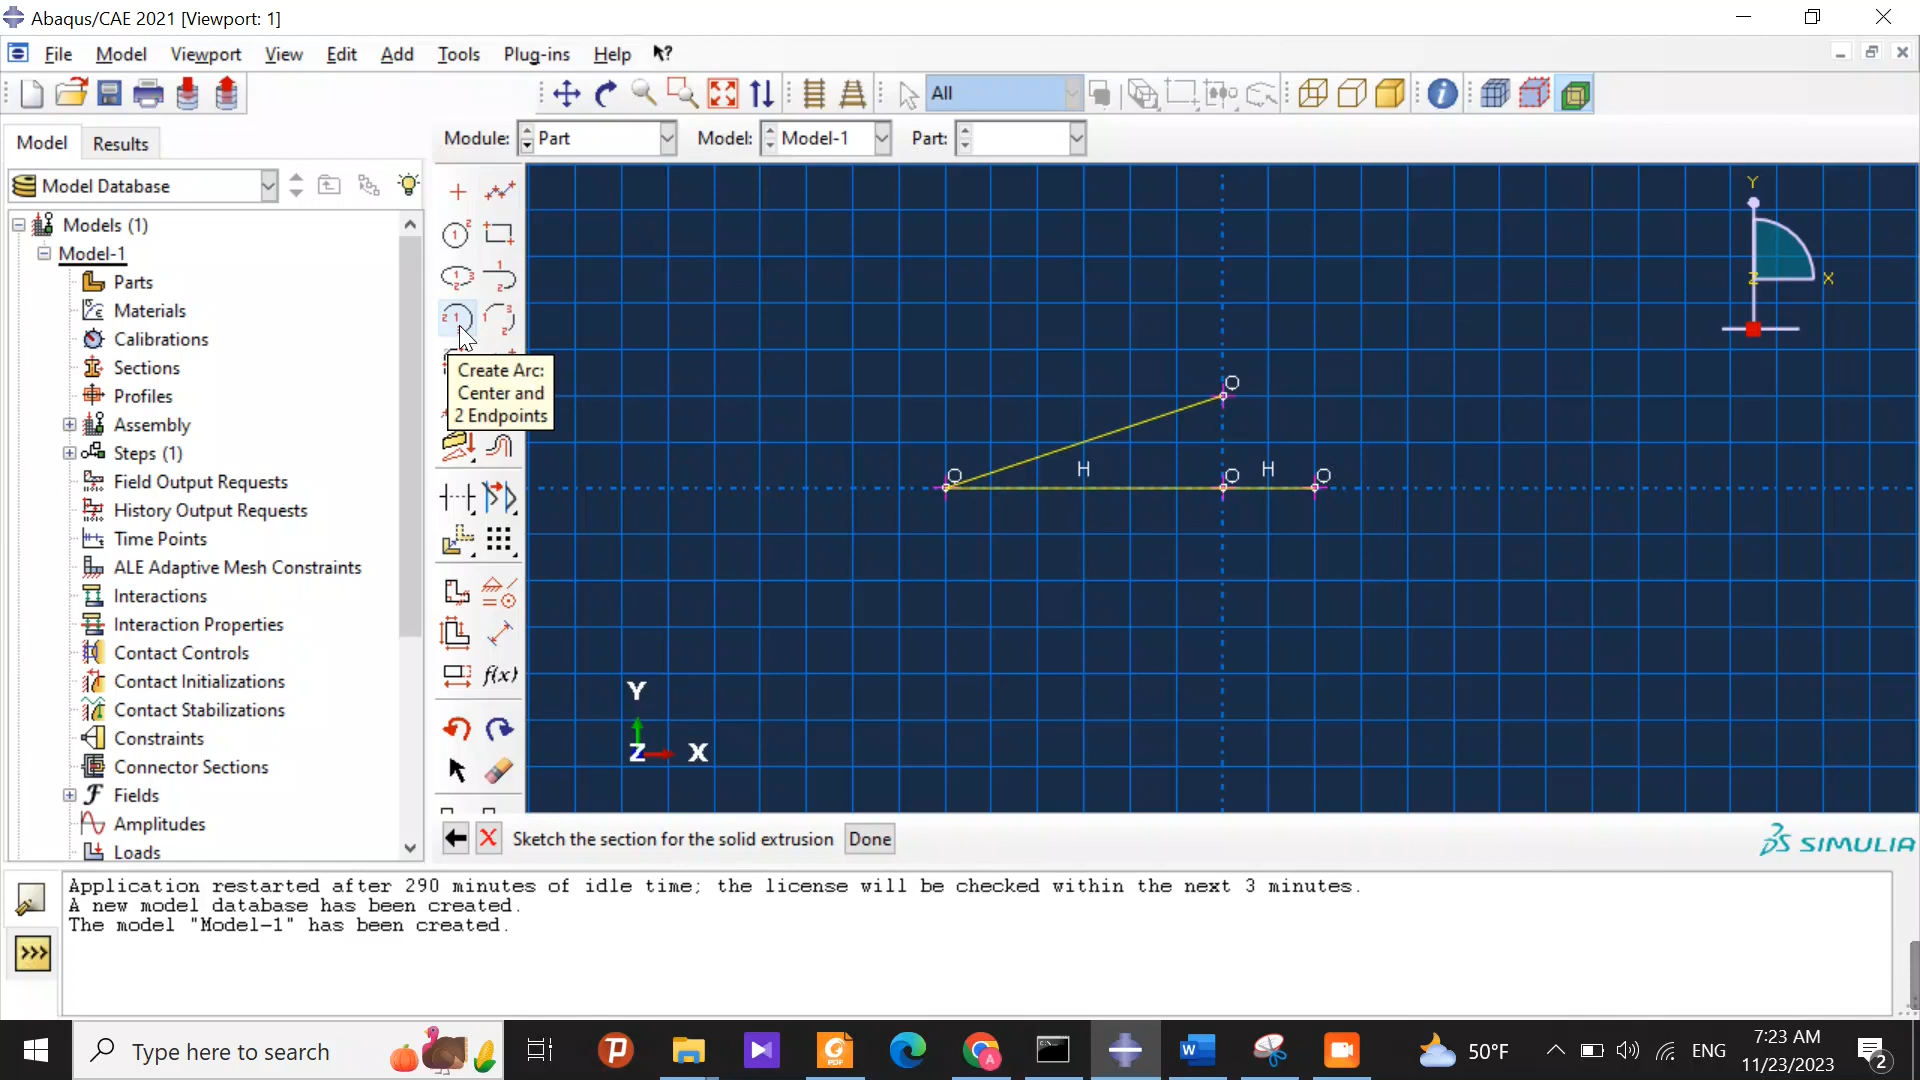 Abaqus/CAE 2021 [Viewport: 1]
File Model Viewport View Edit Add Tools Plug-ins Help
All
Model Results
Module: Part Model: Model-1 Part:
Model Database
Models (1)
Model-1
Parts
Materials
Calibrations
Sections
Profiles
Assembly
Steps (1)
Field Output Requests
History Output Requests
Time Points
ALE Adaptive Mesh Constraints
Interactions
Interaction Properties
Contact Controls
Contact Initializations
Contact Stabilizations
Constraints
Connector Sections
Fields
Amplitudes
Loads
Create Arc:
Center and
2 Endpoints
f(x)
Y
Z X
H H
Y
Z X
Sketch the section for the solid extrusion Done
SIMULIA
Application restarted after 290 minutes of idle time; the license will be checked within the next 3 minutes.
A new model database has been created.
The model "Model-1" has been created.
Type here to search
50°F
ENG
7:23 AM
11/23/2023
2